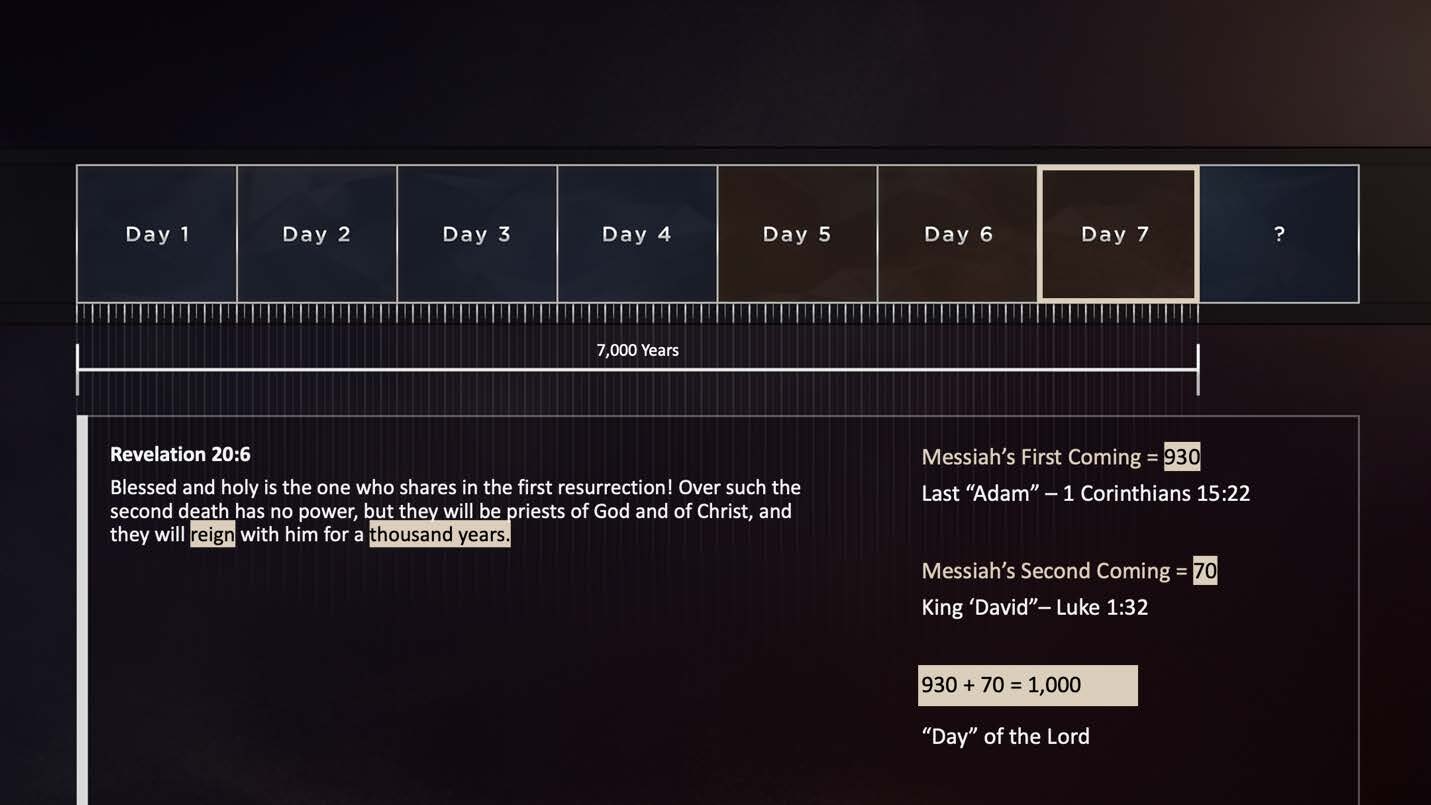 Day 1
Day 2
Day 3
Day 4
Day 5
Day 6
Day 7
?
7,000 Years
Revelation 20:6
Blessed and holy is the one who shares in the first resurrection! Over such the
second death has no power, but they will be priests of God and of Christ, and
they will reign with him for a thousand years.
Messiah’s First Coming = 930
Last “Adam” – 1 Corinthians 15:22
Messiah’s Second Coming = 70
King ‘David”– Luke 1:32
930 + 70 = 1,000
“Day” of the Lord